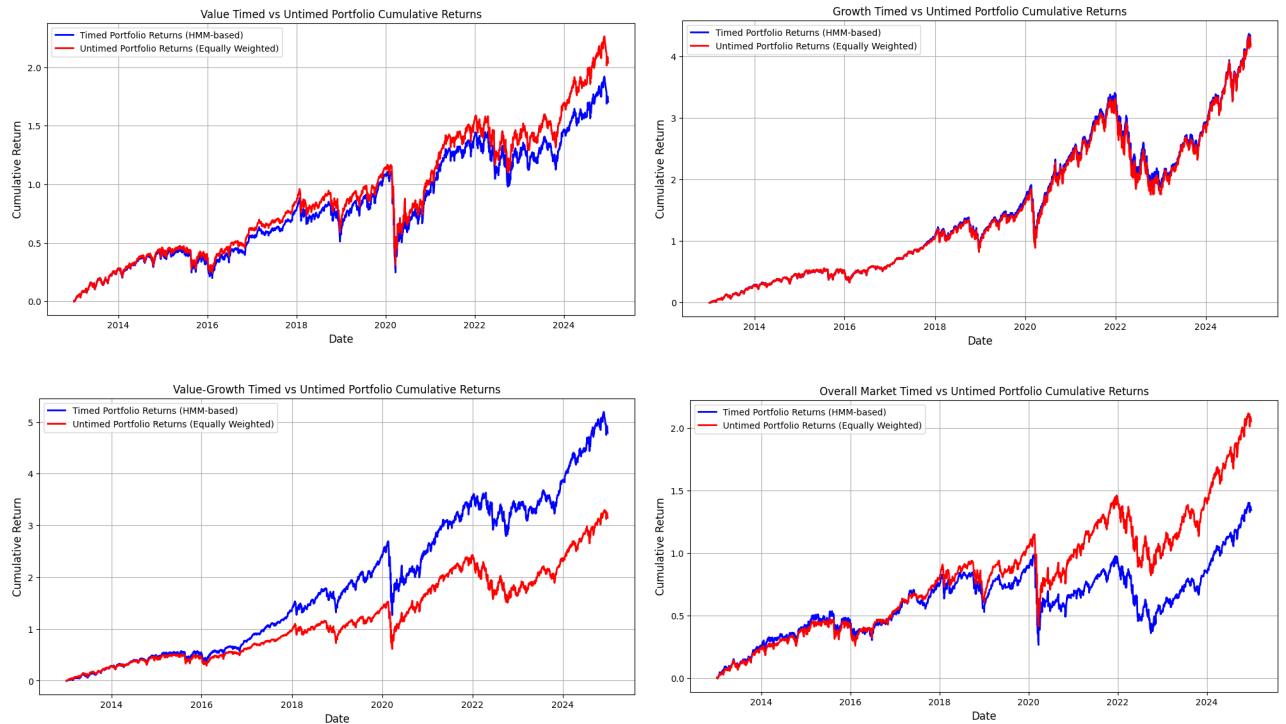 Value Timed vs Untimed Portfolio Cumulative Returns
Timed Portfolio Returns (HMM-based)
Untimed Portfolio Returns (Equally Weighted)
Cumulative Return
2.0
1.5
1.0
0.5
0.0
2014 2016 2018 2020 2022 2024
Date
Growth Timed vs Untimed Portfolio Cumulative Returns
Timed Portfolio Returns (HMM-based)
Untimed Portfolio Returns (Equally Weighted)
Cumulative Return
4
3
2
1
0
2014 2016 2018 2020 2022 2024
Date
Value-Growth Timed vs Untimed Portfolio Cumulative Returns
Timed Portfolio Returns (HMM-based)
Untimed Portfolio Returns (Equally Weighted)
Cumulative Return
5
4
3
2
1
0
2014 2016 2018 2020 2022 2024
Date
Overall Market Timed vs Untimed Portfolio Cumulative Returns
Timed Portfolio Returns (HMM-based)
Untimed Portfolio Returns (Equally Weighted)
Cumulative Return
2.0
1.5
1.0
0.5
0.0
2014 2016 2018 2020 2022 2024
Date